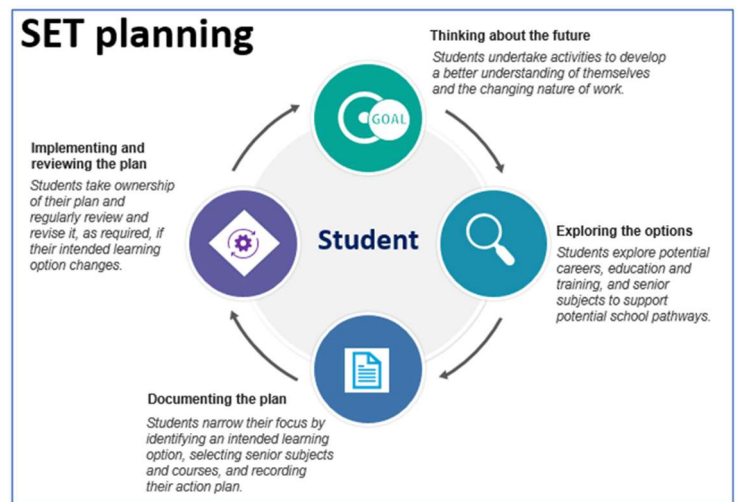 SET planning
Thinking about the future
Students undertake activities to develop
a better understanding of themselves
and the changing nature of work.
GOAL
Implementing and
reviewing the plan
Students take ownership
of their plan and
regularly review and
revise it, as required, if
their intended learning
option changes.
Student
Exploring the options
Students explore potential
careers, education and
training, and senior
subjects to support
potential school pathways.
Documenting the plan
Students narrow their focus by
identifying an intended learning
option, selecting senior subjects
and courses, and recording
their action plan.